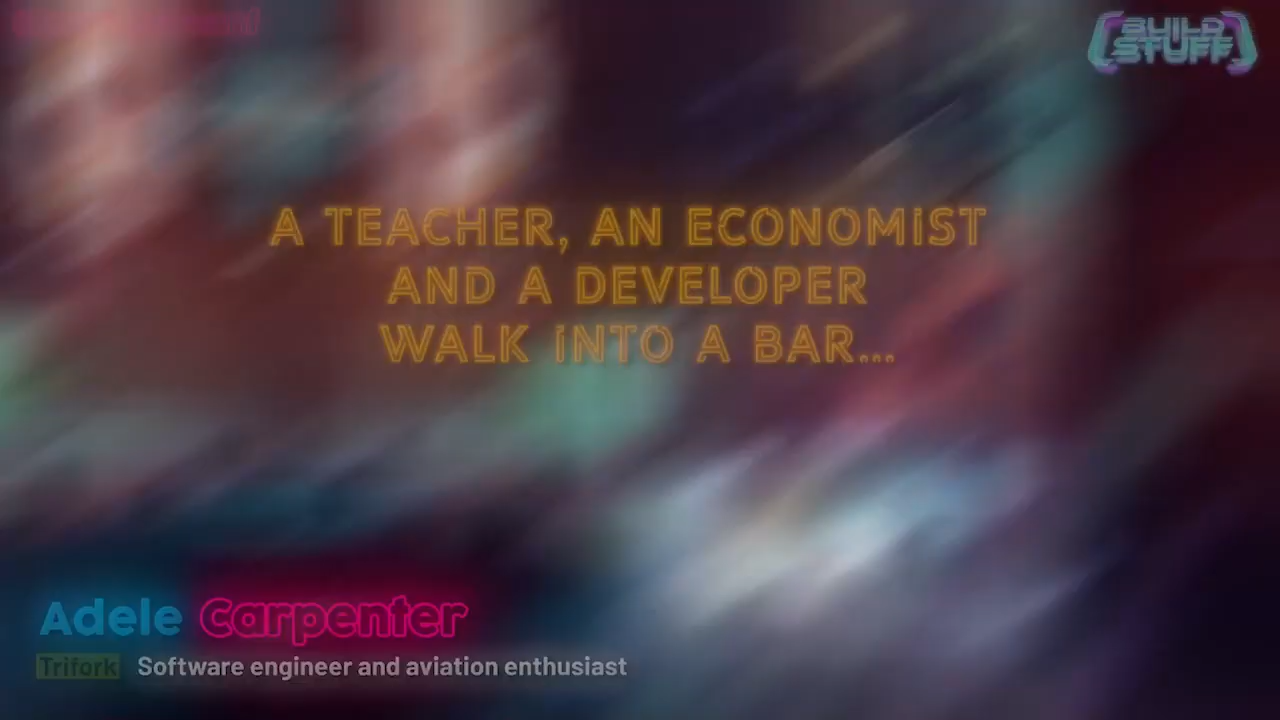 BUILD
STUFF
A TEACHER, AN ECONOMIST
AND A DEVELOPER
WALK INTO A BAR...
Adele Carpenter
Trifork Software engineer and aviation enthusiast